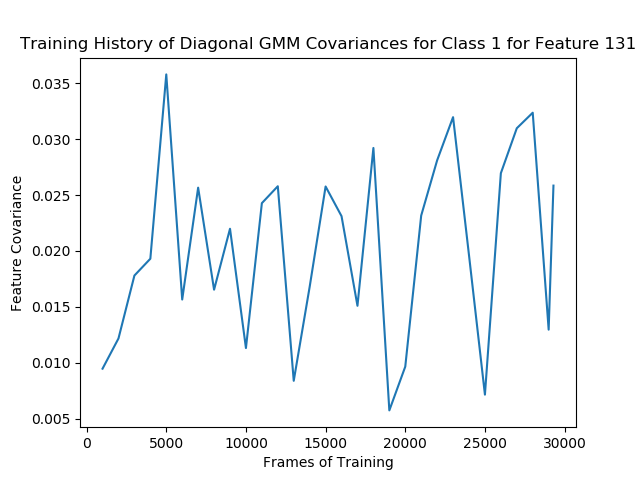 Training History of Diagonal GMM Covariances for Class 1 for Feature 131
0.035
0.030
0.025
0.020
0.015
0.010
0.005
Feature Covariance
0 5000 10000 15000 20000 25000 30000
Frames of Training